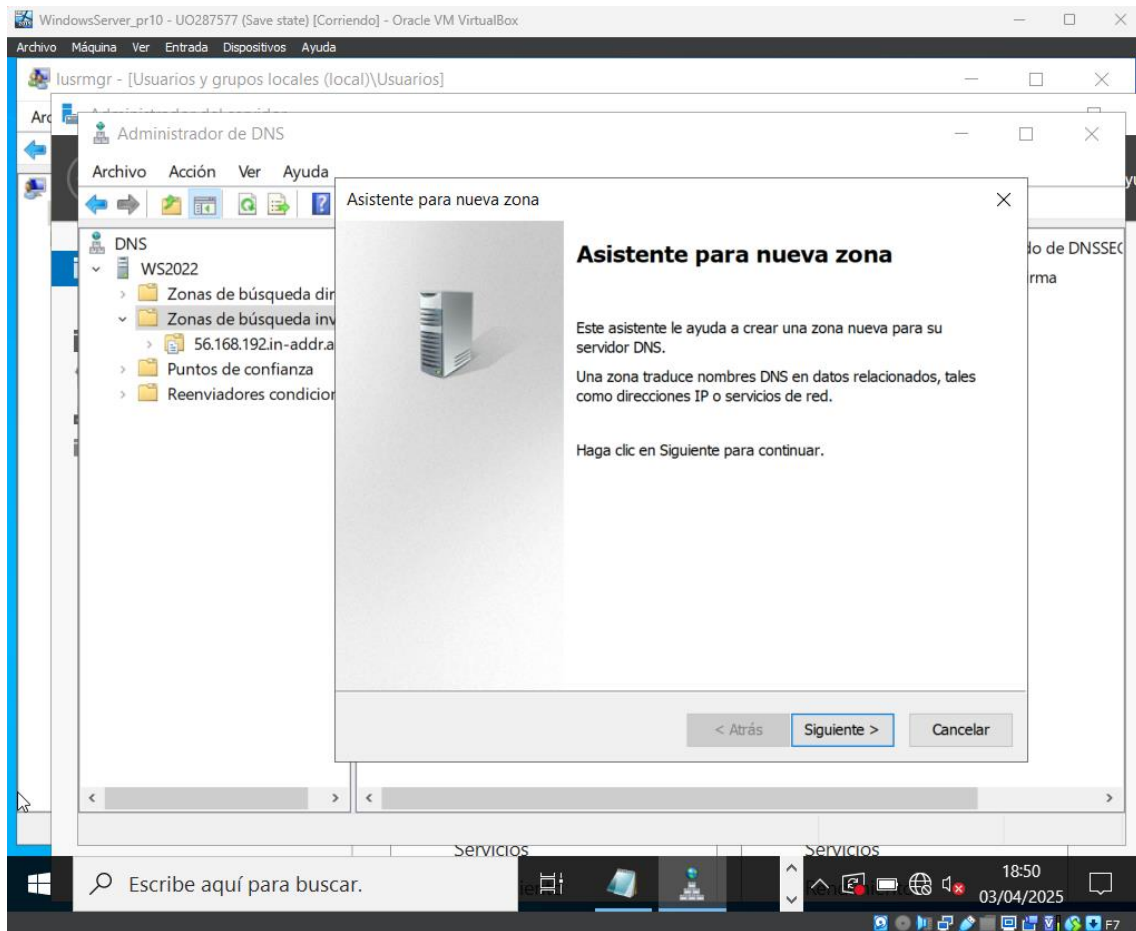 WindowsServer_pr10 - UO287577 (Save state) [Corriendo] - Oracle VM VirtualBox
Archivo Máquina Ver Entrada Dispositivos Ayuda
lusrmgr - [Usuarios y grupos locales (local)\Usuarios]
Arc
Administrador de DNS
Archivo Acción Ver Ayuda
Asistente para nueva zona
DNS
WS2022
Zonas de búsqueda dir
Zonas de búsqueda inv
56.168.192.in-addr.a
Puntos de confianza
Reenviadores condicior
do de DNSSEC
rma
Asistente para nueva zona
Este asistente le ayuda a crear una zona nueva para su
servidor DNS.
Una zona traduce nombres DNS en datos relacionados, tales
como direcciones IP o servicios de red.
Haga clic en Siguiente para continuar.
< Atrás Siguiente > Cancelar
Servicios Servicios
Escribe aquí para buscar.
18:50
03/04/2025
F7